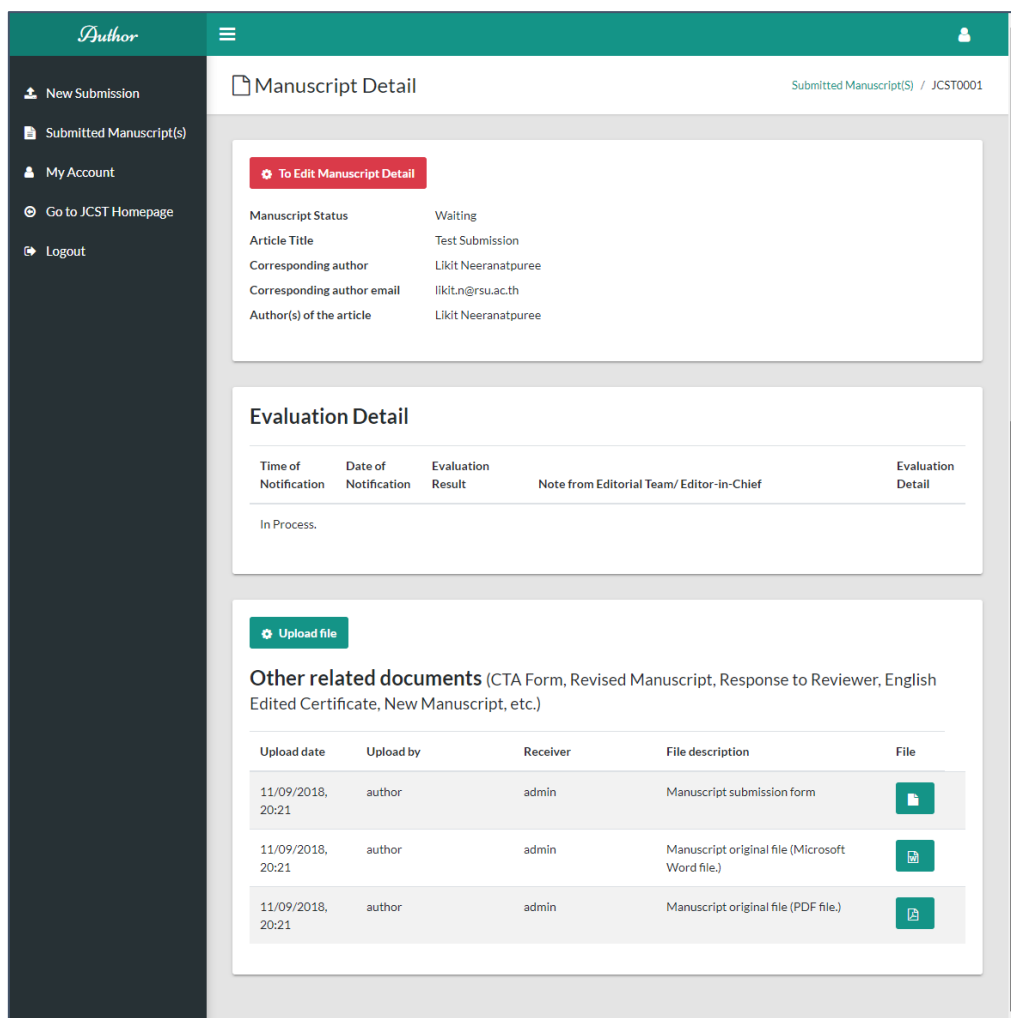 Author
New Submission
Submitted Manuscript(s)
My Account
Go to JCST Homepage
Logout
Manuscript Detail
Submitted Manuscript(S) / JCST0001
To Edit Manuscript Detail
Manuscript Status Waiting
Article Title Test Submission
Corresponding author Likit Neeranatpuree
Corresponding author email likit.n@rsu.ac.th
Author(s) of the article Likit Neeranatpuree
Evaluation Detail
Time of Notification Date of Notification Evaluation Result Note from Editorial Team/ Editor-in-Chief Evaluation Detail
In Process.
Upload file
Other related documents (CTA Form, Revised Manuscript, Response to Reviewer, English
Edited Certificate, New Manuscript, etc.)
Upload date Upload by Receiver File description File
11/09/2018, 20:21 author admin Manuscript submission form
11/09/2018, 20:21 author admin Manuscript original file (Microsoft Word file.)
11/09/2018, 20:21 author admin Manuscript original file (PDF file.)